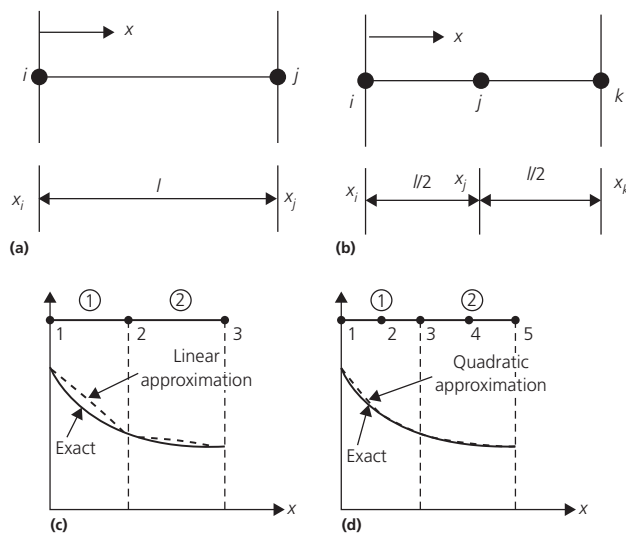 x
i
j
l
x_i
x_j
(a)
x
i
j
k
l/2
l/2
x_i
x_j
x_k
(b)
① ②
1 2 3
Linear
approximation
Exact
x
(c)
① ②
1 2 3 4 5
Quadratic
approximation
Exact
x
(d)